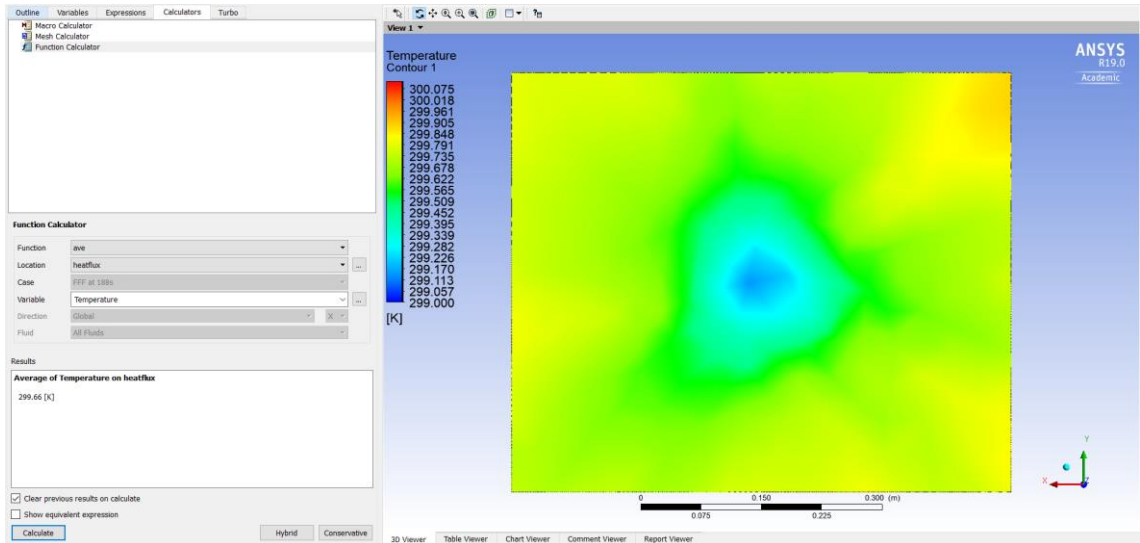 Outline Variables Expressions Calculators Turbo
Macro Calculator
Mesh Calculator
Function Calculator
Function Calculator
Function ave
Location heatflux ...
Case FFF at 188s
Variable Temperature ...
Direction Global X
Fluid All Fluids
Results
Average of Temperature on heatflux
299.66 [K]
Clear previous results on calculate
Show equivalent expression
Calculate Hybrid Conservative
View 1
Temperature
Contour 1
300.075
300.018
299.961
299.905
299.848
299.791
299.735
299.678
299.622
299.565
299.509
299.452
299.395
299.339
299.282
299.226
299.170
299.113
299.057
299.000
[K]
ANSYS
R19.0
Academic
0 0.150 0.300 (m)
0.075 0.225
Y
X
Z
3D Viewer Table Viewer Chart Viewer Comment Viewer Report Viewer